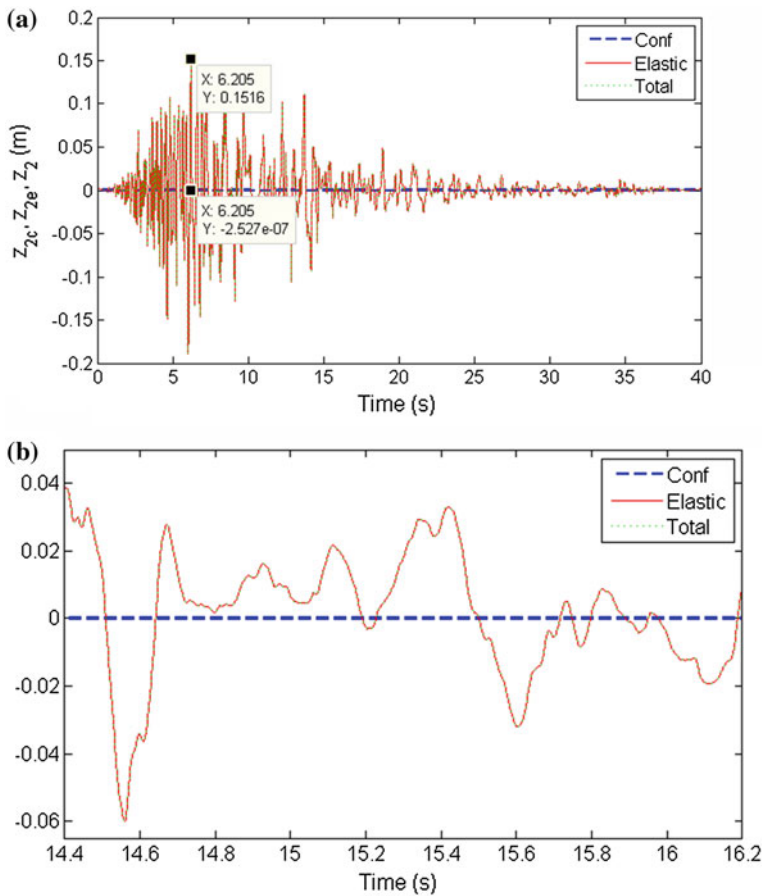 (a)
0.2
0.15
0.1
0.05
0
-0.05
-0.1
-0.15
-0.2
Z2c, Z2e, Z2 (m)
Conf
Elastic
Total
X: 6.205
Y: 0.1516
X: 6.205
Y: -2.527e-07
0 5 10 15 20 25 30 35 40
Time (s)
(b)
0.04
0.02
0
-0.02
-0.04
-0.06
Conf
Elastic
Total
14.4 14.6 14.8 15 15.2 15.4 15.6 15.8 16 16.2
Time (s)